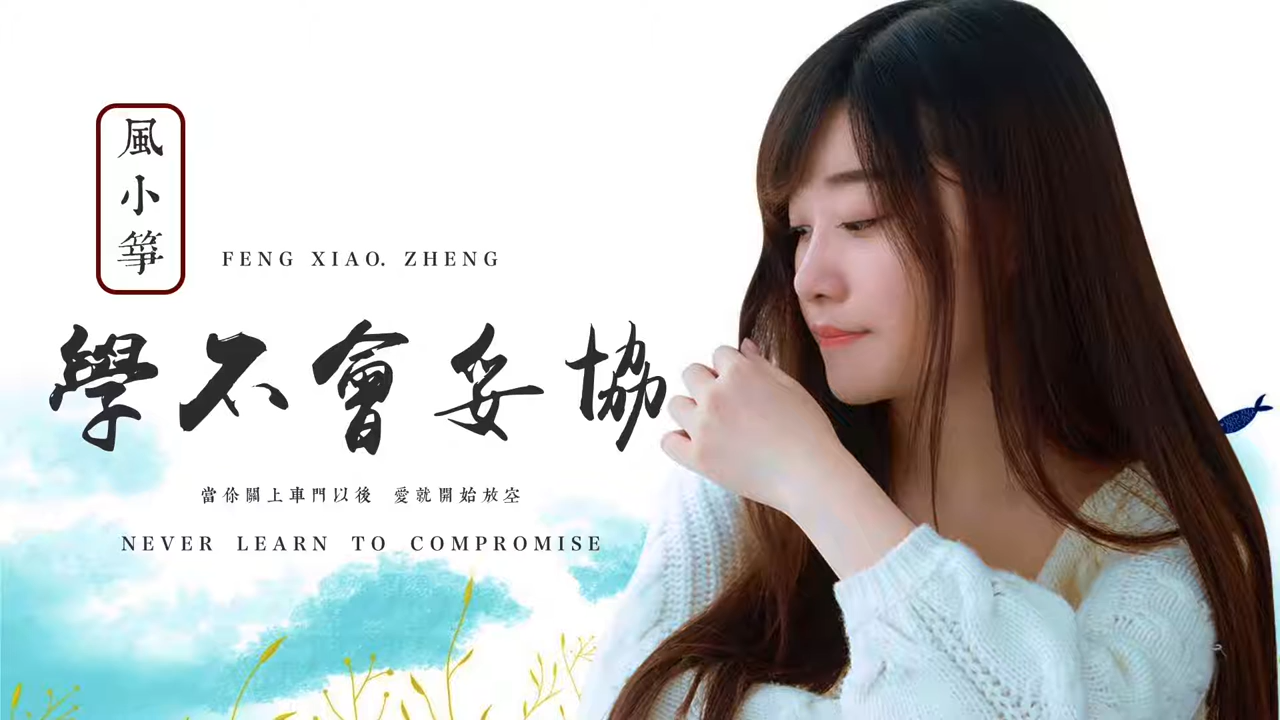 風小箏
FENG XIAO. ZHENG
學不會妥協
當你關上車門以後 愛就開始放空
NEVER LEARN TO COMPROMISE